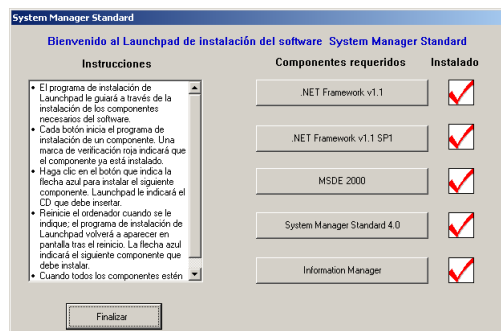 System Manager Standard
Bienvenido al Launchpad de instalación del software System Manager Standard
Instrucciones
Componentes requeridos
Instalado
• El programa de instalación de
Launchpad le guiará a través de la
instalación de los componentes
necesarios del software.
• Cada botón inicia el programa de
instalación de un componente. Una
marca de verificación roja indicará que
el componente ya está instalado.
• Haga clic en el botón que indica la
flecha azul para instalar el siguiente
componente. Launchpad le indicará el
CD que debe insertar.
• Reinicie el ordenador cuando se le
indique; el programa de instalación de
Launchpad volverá a aparecer en
pantalla tras el reinicio. La flecha azul
indicará el siguiente componente que
debe instalar.
• Cuando todos los componentes estén
.NET Framework v1.1
.NET Framework v1.1 SP1
MSDE 2000
System Manager Standard 4.0
Information Manager
Finalizar